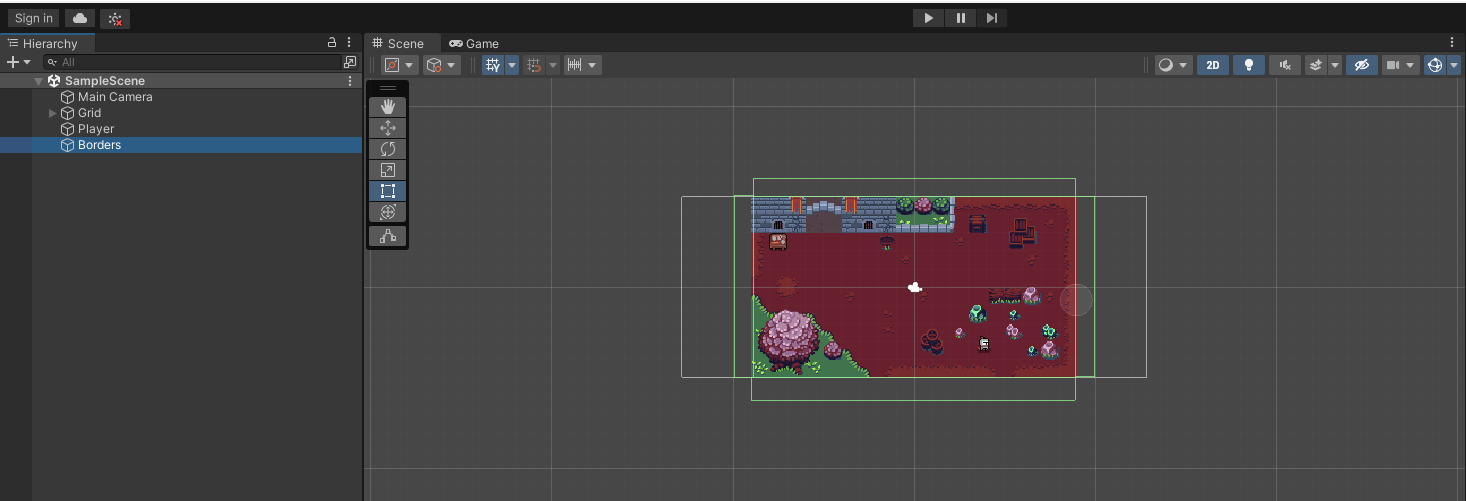 Sign in
Hierarchy
All
SampleScene
Main Camera
Grid
Player
Borders
Scene
Game
2D